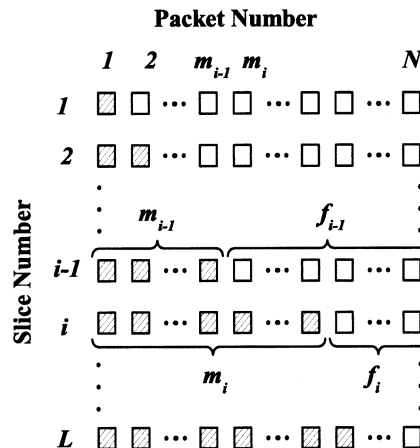 Packet Number
1 2 m_{i-1} m_i N
1 ... ... ...
2 ... ... ...
Slice Number
m_{i-1} f_{i-1}
i-1 ... ... ...
i ... ... ...
m_i f_i
L ... ... ...